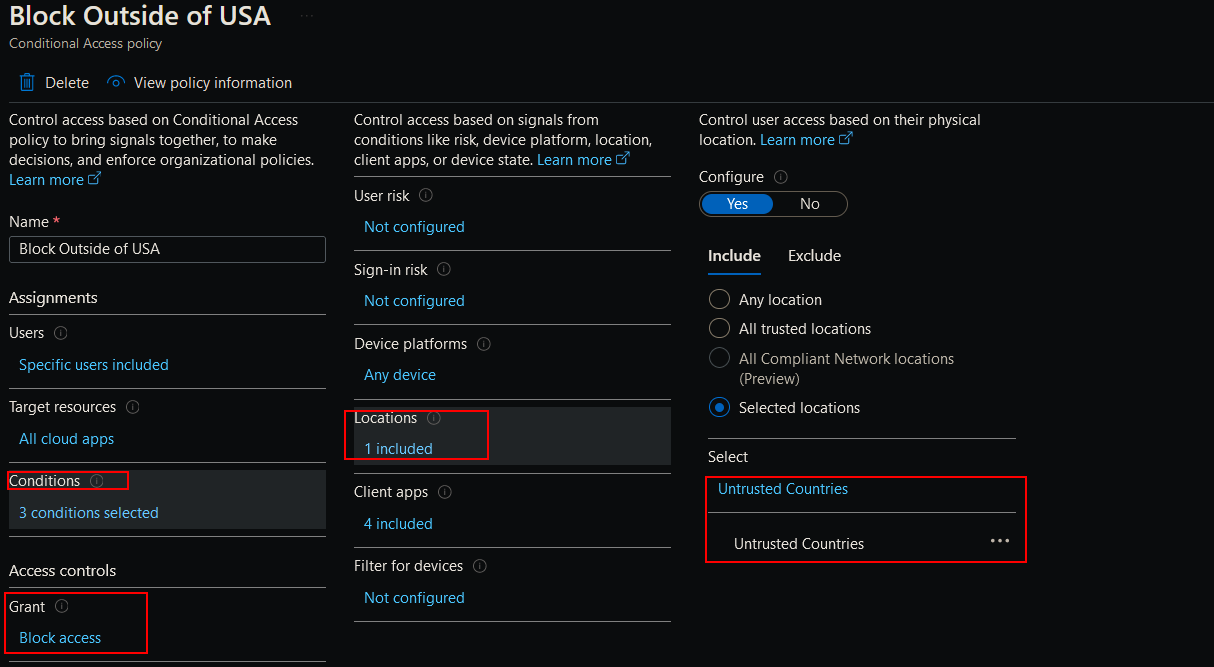 Block Outside of USA ...
Conditional Access policy
Delete View policy information
Control access based on Conditional Access
policy to bring signals together, to make
decisions, and enforce organizational policies.
Learn more
Name *
Block Outside of USA
Assignments
Users
Specific users included
Target resources
All cloud apps
Conditions
3 conditions selected
Access controls
Grant
Block access
Control access based on signals from
conditions like risk, device platform, location,
client apps, or device state. Learn more
User risk
Not configured
Sign-in risk
Not configured
Device platforms
Any device
Locations
1 included
Client apps
4 included
Filter for devices
Not configured
Control user access based on their physical
location. Learn more
Configure
Yes No
Include Exclude
Any location
All trusted locations
All Compliant Network locations
(Preview)
Selected locations
Select
Untrusted Countries
Untrusted Countries ...